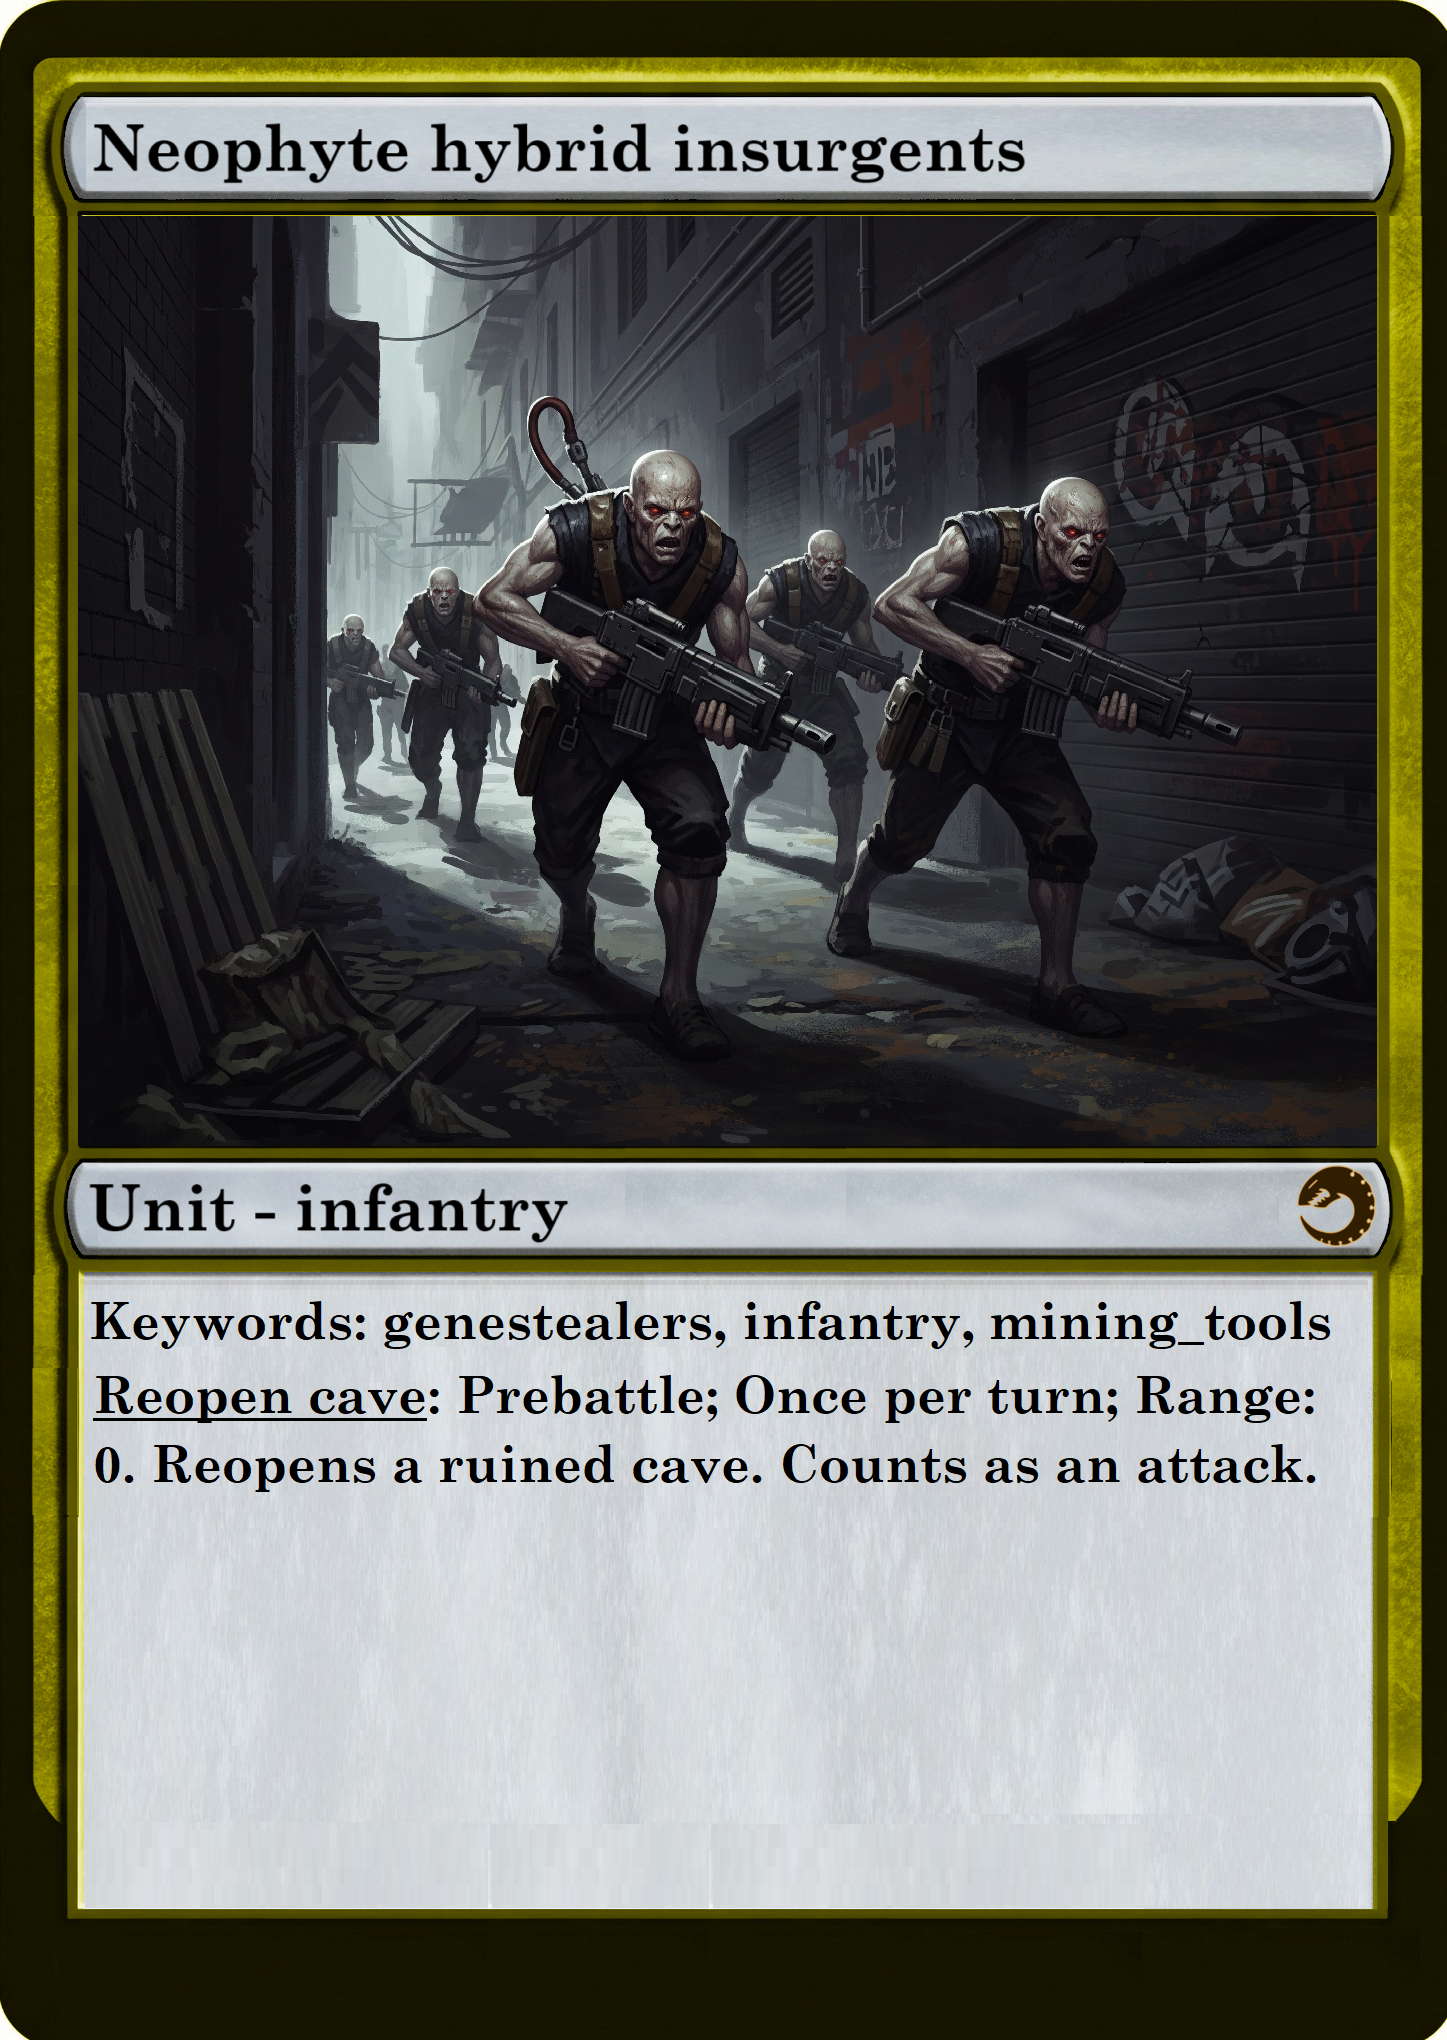 Neophyte hybrid insurgents
Unit - infantry
Keywords: genestealers, infantry, mining_tools
Reopen cave: Prebattle; Once per turn; Range:
0. Reopens a ruined cave. Counts as an attack.